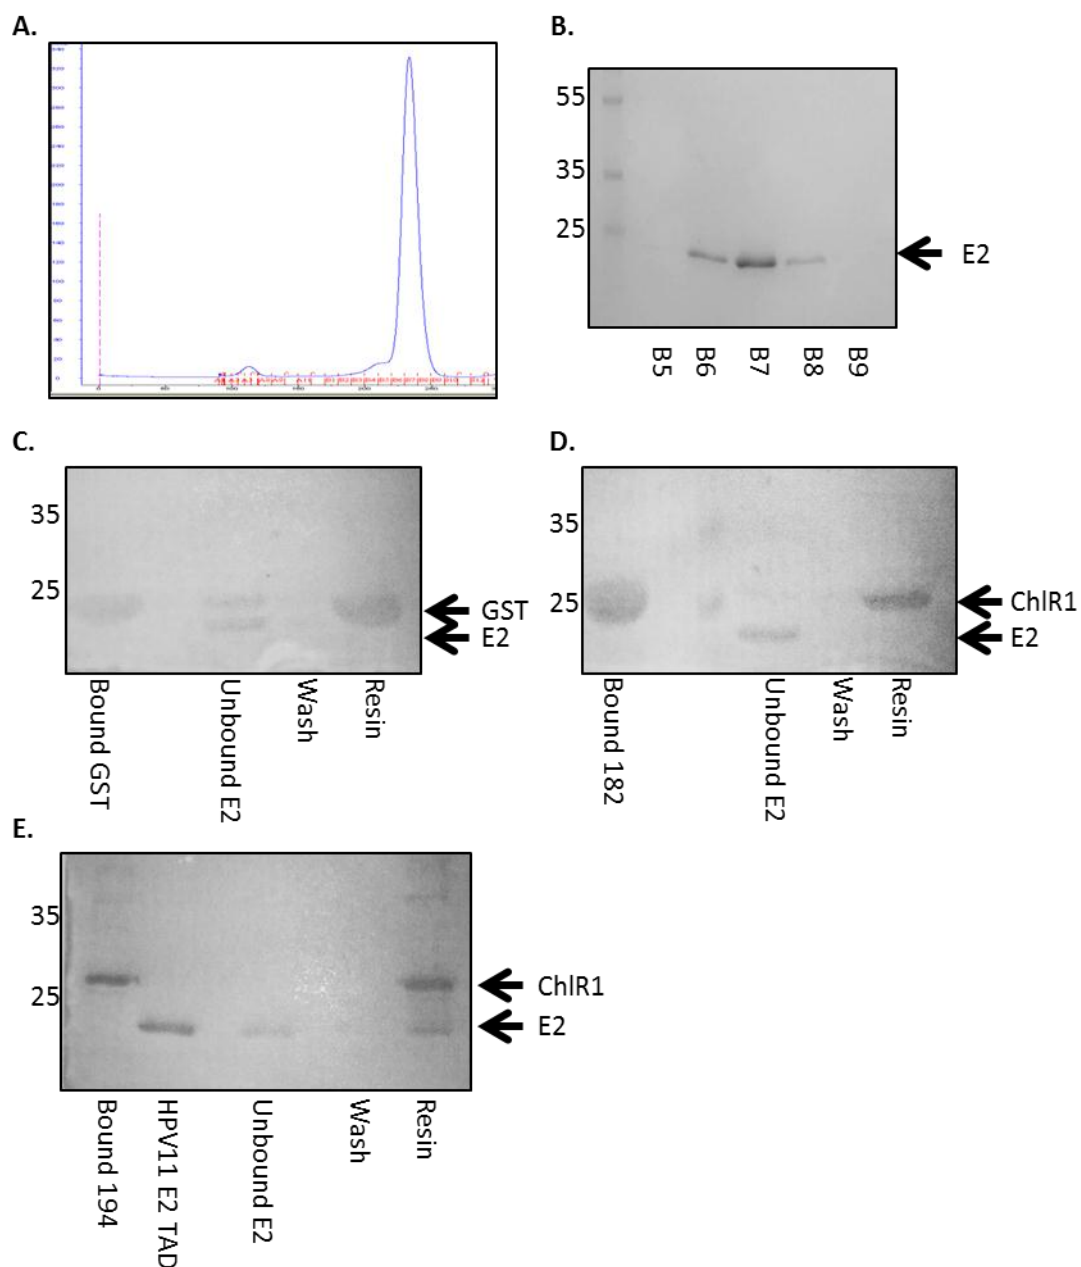 A.
B.
55
35
25
E2
B5
B6
B7
B8
B9
C.
35
25
GST
E2
Bound GST
Unbound E2
Wash
Resin
D.
35
25
ChlR1
E2
Bound 182
Unbound E2
Wash
Resin
E.
35
25
ChlR1
E2
Bound 194
HPV11 E2 TAD
Unbound E2
Wash
Resin